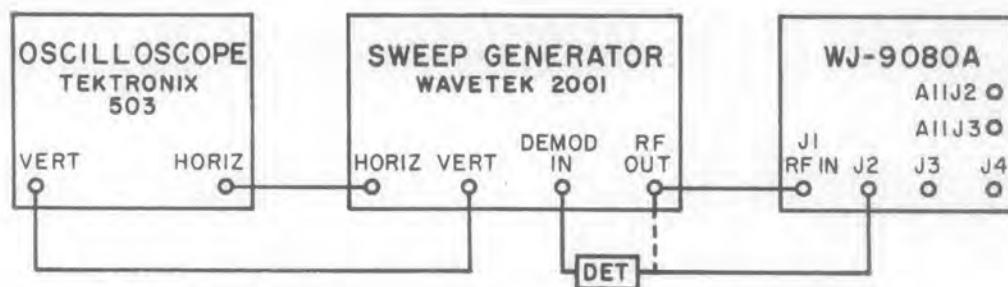 OSCILLOSCOPE
TEKTRONIX
503
VERT
HORIZ
SWEEP GENERATOR
WAVETEK 2001
HORIZ
VERT
DEMOD
IN
RF
OUT
DET
WJ-9080A
A11J2
A11J3
J1
RF IN
J2
J3
J4